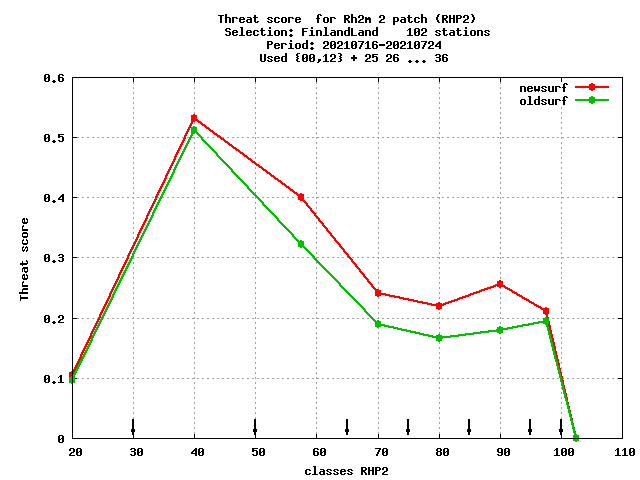 Threat score  for Rh2m 2 patch (RHP2)
Selection: FinlandLand    102 stations
Period: 20210716-20210724
Used {00,12} + 25 26 ... 36
newsurf
oldsurf
0.6
0.5
0.4
0.3
0.2
0.1
0
Threat score
20 30 40 50 60 70 80 90 100 110
classes RHP2